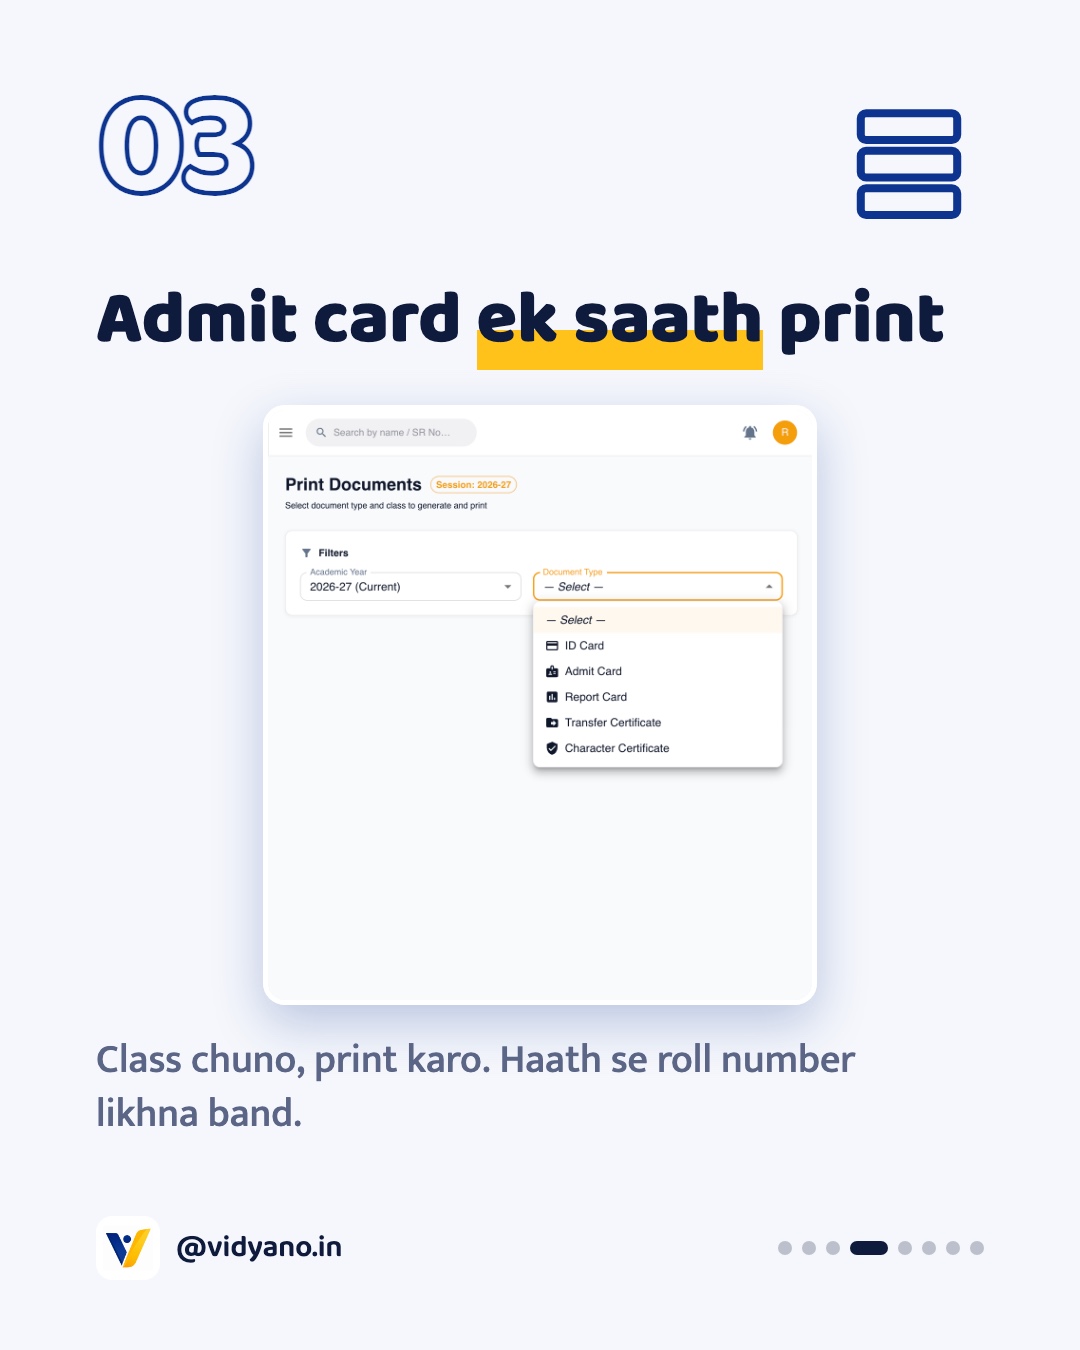 03
Admit card ek saath print
Search by name / SR No...
R
Print Documents
Session: 2026-27
Select document type and class to generate and print
Filters
Academic Year
2026-27 (Current)
Document Type
— Select —
— Select —
ID Card
Admit Card
Report Card
Transfer Certificate
Character Certificate
Class chuno, print karo. Haath se roll number
likhna band.
@vidyano.in